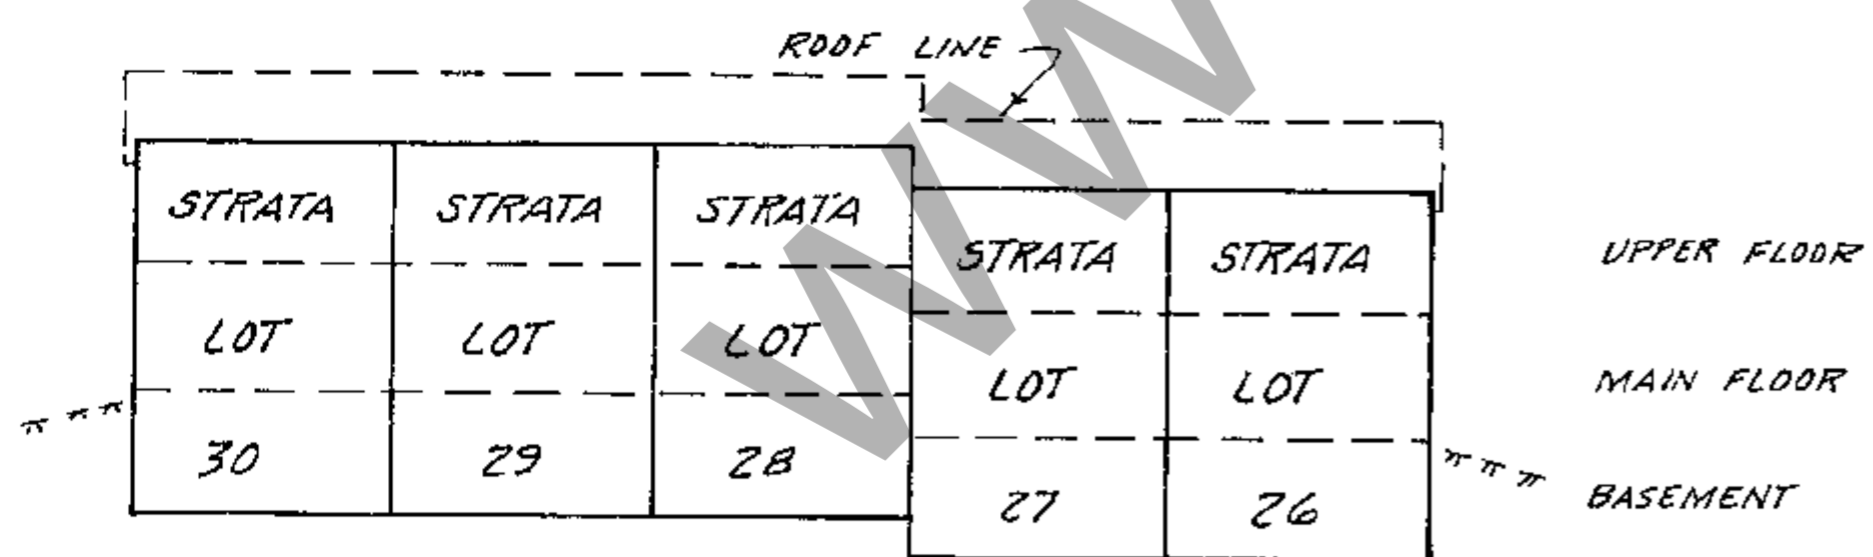 ROOF LINE
STRATA STRATA STRATA
STRATA STRATA UPPER FLOOR
LOT LOT LOT
LOT LOT MAIN FLOOR
30 29 28
27 26 BASEMENT
WW